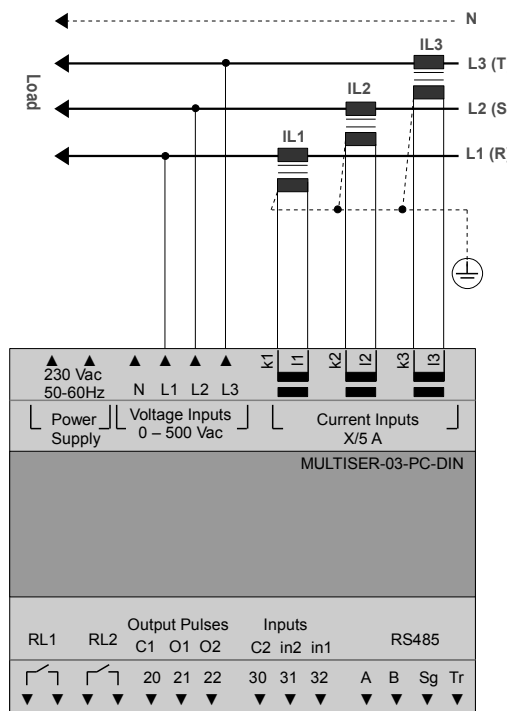 N
IL3
L3 (T
Load
IL2
L2 (S
IL1
L1 (R
k1 l1 k2 l2 k3 l3
230 Vac
50-60Hz
N L1 L2 L3
Power
Supply
Voltage Inputs
0 – 500 Vac
Current Inputs
X/5 A
MULTISER-03-PC-DIN
Output Pulses
Inputs
RL1 RL2 C1 O1 O2 C2 in2 in1 RS485
20 21 22 30 31 32 A B Sg Tr